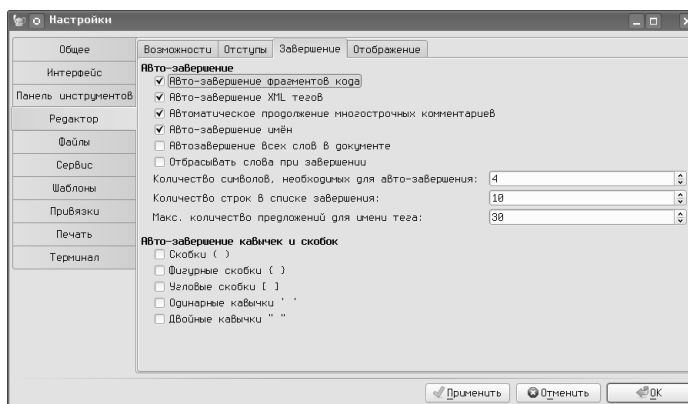 Настройки
Общее
Интерфейс
Панель инструментов
Редактор
Файлы
Сервис
Шаблоны
Привязки
Печать
Терминал
Возможности Отступы Завершение Отображение
Авто-завершение
Авто-завершение фрагментов кода
Авто-завершение XML тегов
Автоматическое продолжение многострочных комментариев
Авто-завершение имён
Автозавершение всех слов в документе
Отбрасывать слова при завершении
Количество символов, необходимых для авто-завершения: 4
Количество строк в списке завершения: 10
Макс. количество предложений для имени тега: 30
Авто-завершение кавычек и скобок
Скобки ( )
Фигурные скобки { }
Угловые скобки [ ]
Одинарные кавычки ' '
Двойные кавычки " "
Применить Отменить OK